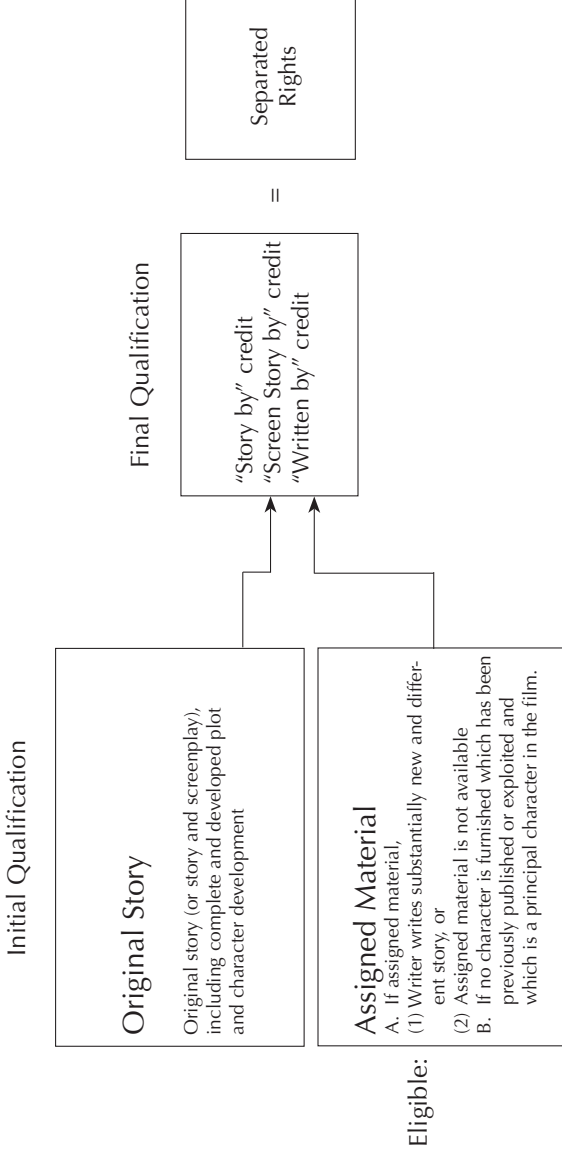 Initial Qualification
Original Story
Original story (or story and screenplay),
including complete and developed plot
and character development
Eligible:
Assigned Material
A. If assigned material,
(1) Writer writes substantially new and differ-
ent story, or
(2) Assigned material is not available
B. If no character is furnished which has been
previously published or exploited and
which is a principal character in the film.
Final Qualification
“Story by” credit
“Screen Story by” credit
“Written by” credit
=
Separated
Rights